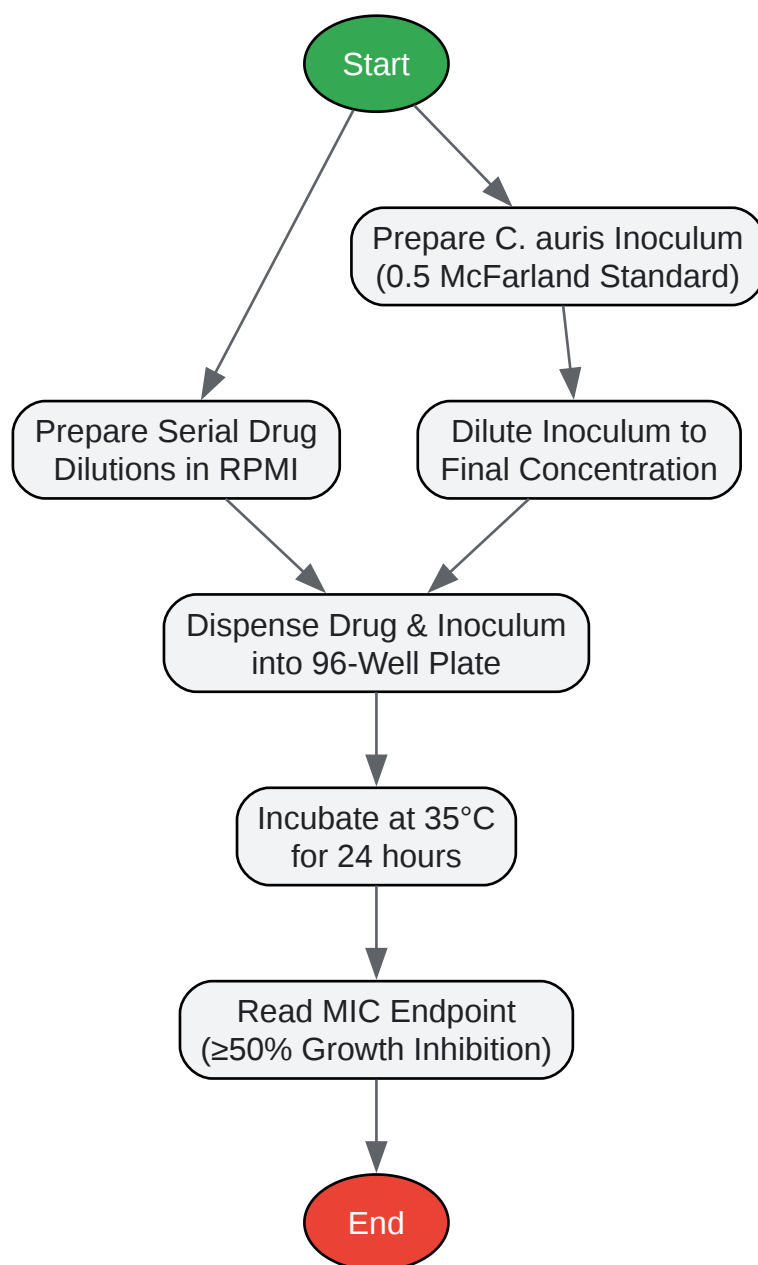 Start
Prepare C. auris Inoculum
(0.5 McFarland Standard)
Prepare Serial Drug
Dilutions in RPMI
Dilute Inoculum to
Final Concentration
Dispense Drug & Inoculum
into 96-Well Plate
Incubate at 35°C
for 24 hours
Read MIC Endpoint
(≥50% Growth Inhibition)
End